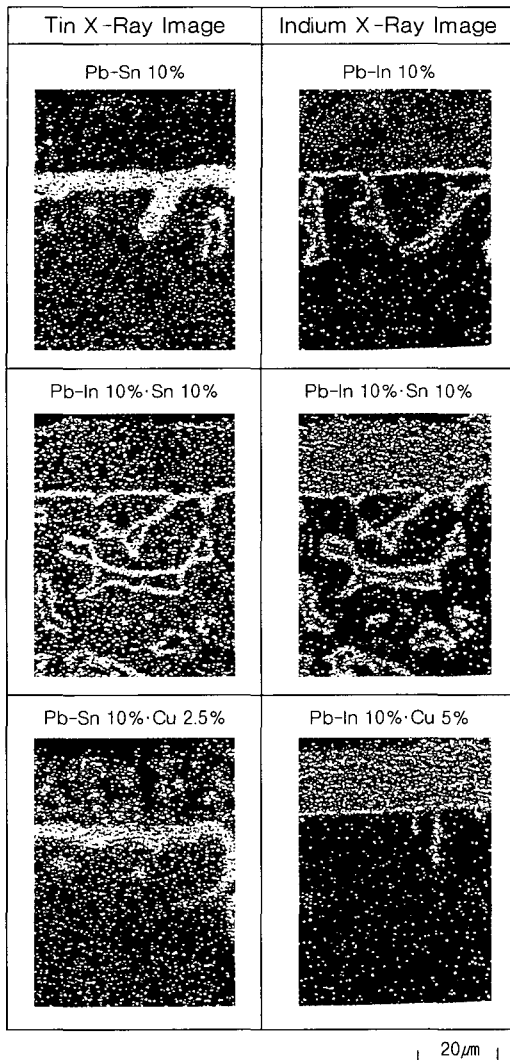 Tin X-Ray Image
Indium X-Ray Image
Pb-Sn 10%
Pb-In 10%
Pb-In 10%·Sn 10%
Pb-In 10%·Sn 10%
Pb-Sn 10%·Cu 2.5%
Pb-In 10%·Cu 5%
20μm